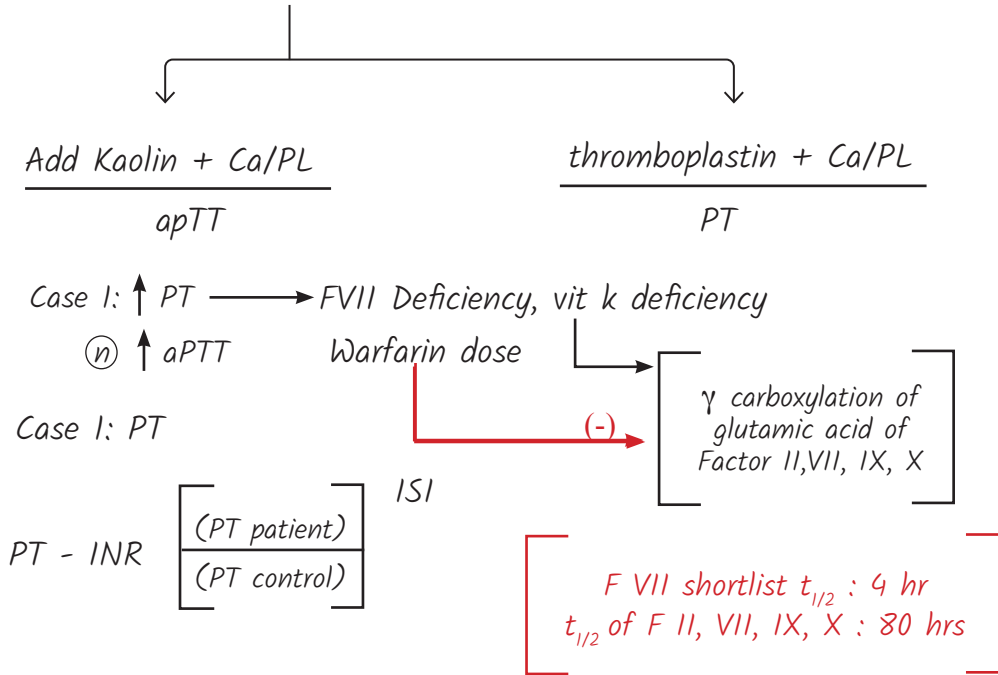 Add Kaolin + Ca/PL
apTT
thromboplastin + Ca/PL
PT
Case 1: ↑ PT → FVII Deficiency, vit k deficiency
n ↑ aPTT
Warfarin dose
(-)
γ carboxylation of
glutamic acid of
Factor II,VII, IX, X
Case 1: PT
PT - INR
(PT patient)
(PT control)
ISI
F VII shortlist t1/2 : 4 hr
t1/2 of F II, VII, IX, X : 80 hrs